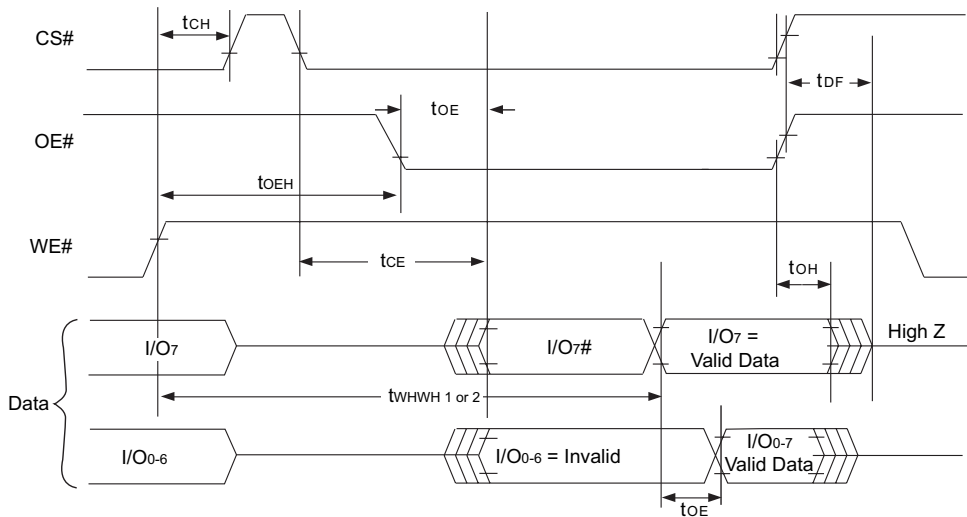 CS#
tCH
tDF
OE#
tOE
tOEH
WE#
tCE
tOH
Data
I/O7
I/O7#
I/O7 =
Valid Data
High Z
tWHWH 1 or 2
I/O0-6
I/O0-6 = Invalid
I/O0-7
Valid Data
tOE